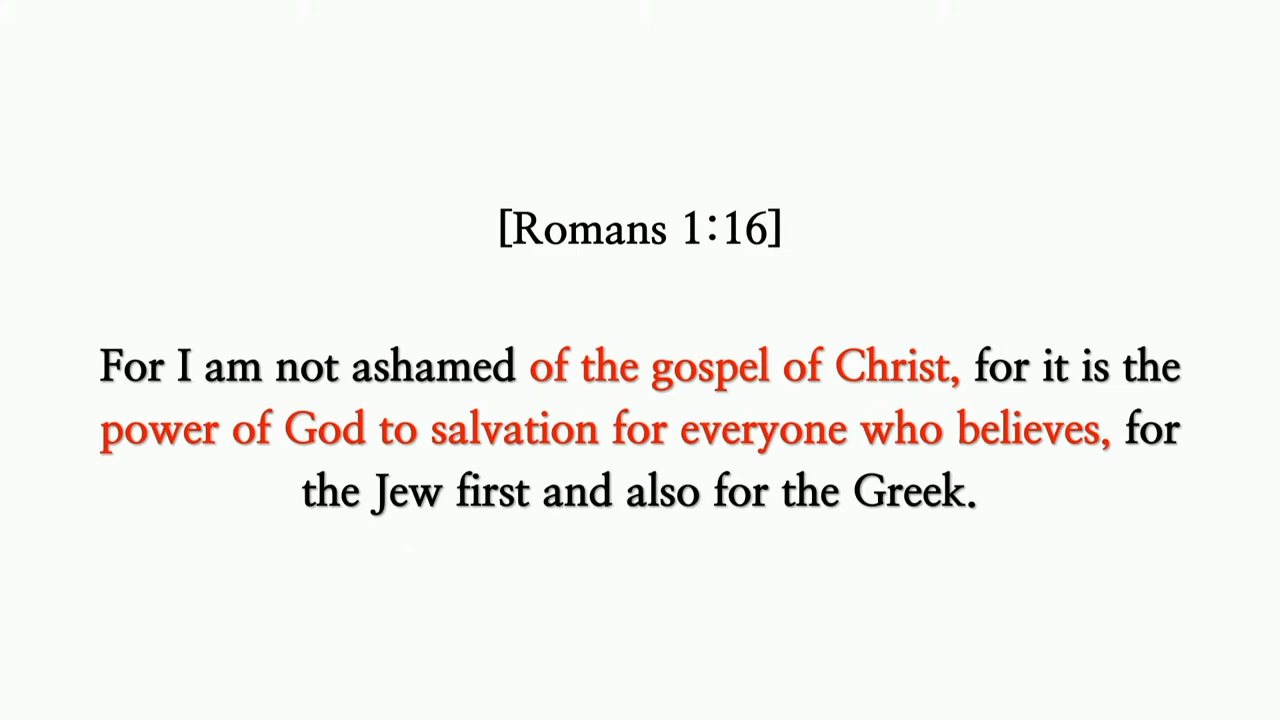 [Romans 1:16]
For I am not ashamed of the gospel of Christ, for it is the
power of God to salvation for everyone who believes, for
the Jew first and also for the Greek.